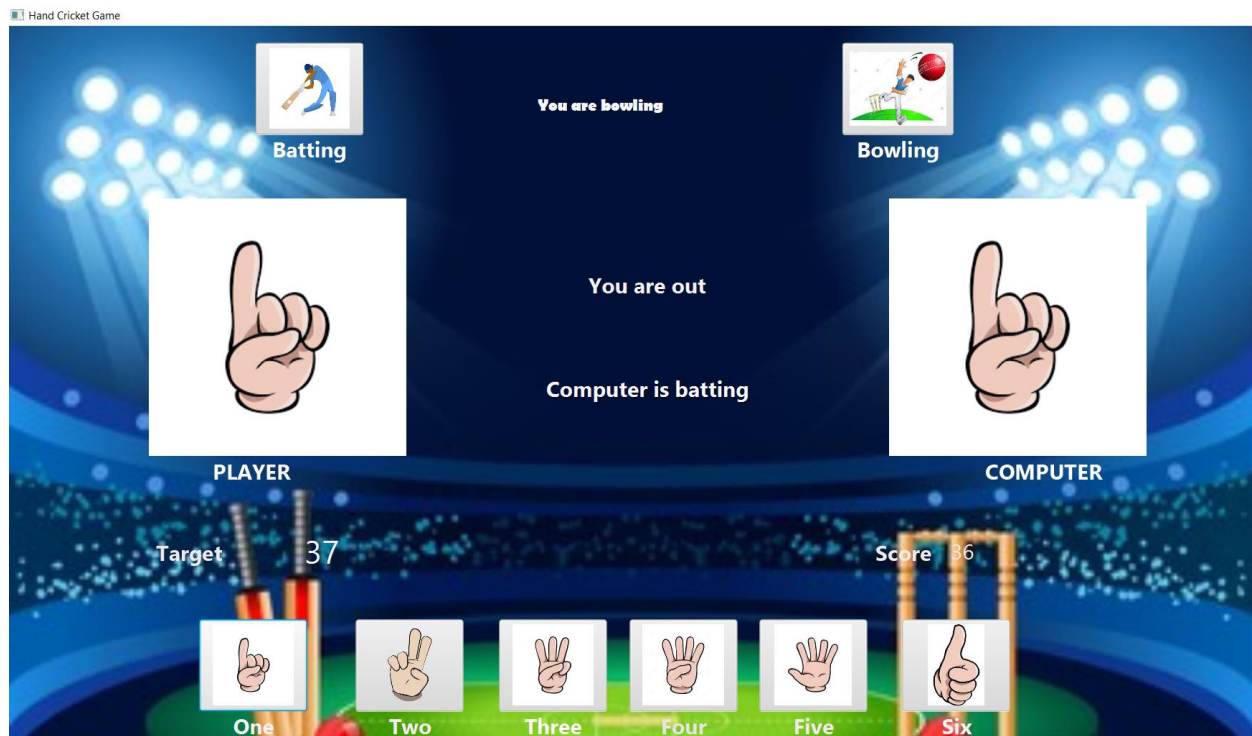 Hand Cricket Game
You are bowling
Batting
Bowling
You are out
Computer is batting
PLAYER
COMPUTER
Target 37
Score 36
One Two Three Four Five Six